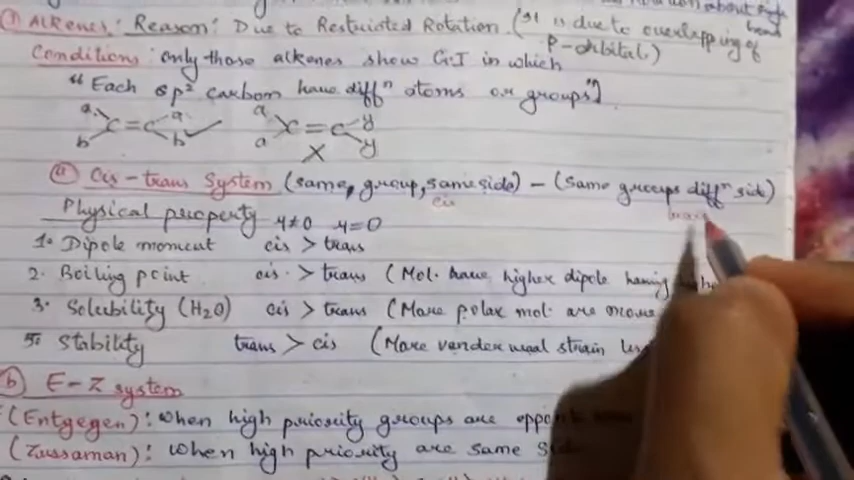 about
① Alkenes: Reason: Due to Restricted Rotation. (It is due to overlapping of
P-orbital.)
Conditions: only those alkenes show G.I in which
"Each sp² carbon have diffⁿ atoms or groups"]
a a a y
C=C C=C
b b a y
X
ⓐ Cis-trans System (same, group, same side) - (Same groups diffⁿ side)
cis
Physical property μ≠0 μ=0
1. Dipole moment cis > trans
2. Boiling point cis > trans (Mol. have higher dipole having
3. Solubility (H₂O) cis > trans (More polar mol. are more
5. Stability trans > cis (More vanderwaal strain
ⓑ E-Z system
(Entgegen): When high priority groups are
(Zussaman): when high priority are same